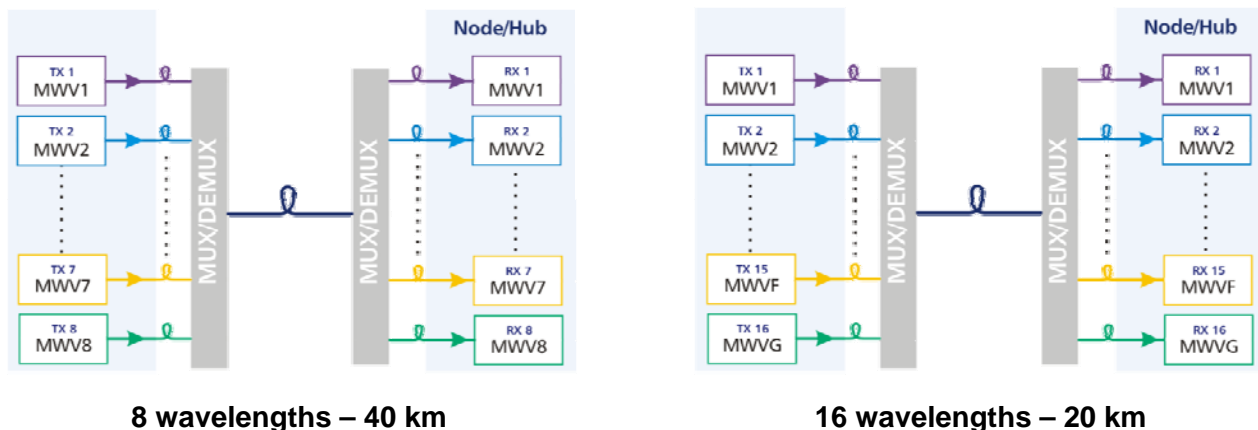 Node/Hub
TX 1
MWV1
RX 1
MWV1
TX 2
MWV2
RX 2
MWV2
MUX/DEMUX
MUX/DEMUX
TX 7
MWV7
RX 7
MWV7
TX 8
MWV8
RX 8
MWV8
8 wavelengths – 40 km
Node/Hub
TX 1
MWV1
RX 1
MWV1
TX 2
MWV2
RX 2
MWV2
MUX/DEMUX
MUX/DEMUX
TX 15
MWVF
RX 15
MWVF
TX 16
MWVG
RX 16
MWVG
16 wavelengths – 20 km